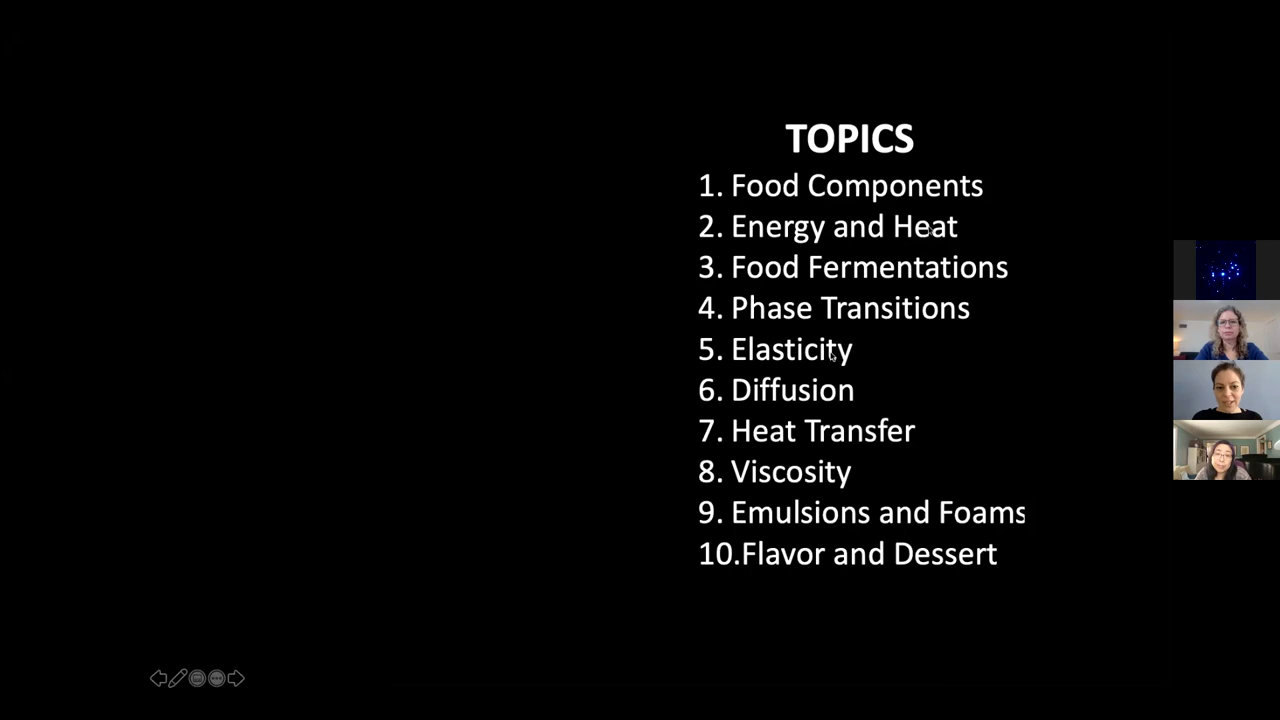 TOPICS
1. Food Components
2. Energy and Heat
3. Food Fermentations
4. Phase Transitions
5. Elasticity
6. Diffusion
7. Heat Transfer
8. Viscosity
9. Emulsions and Foams
10.Flavor and Dessert